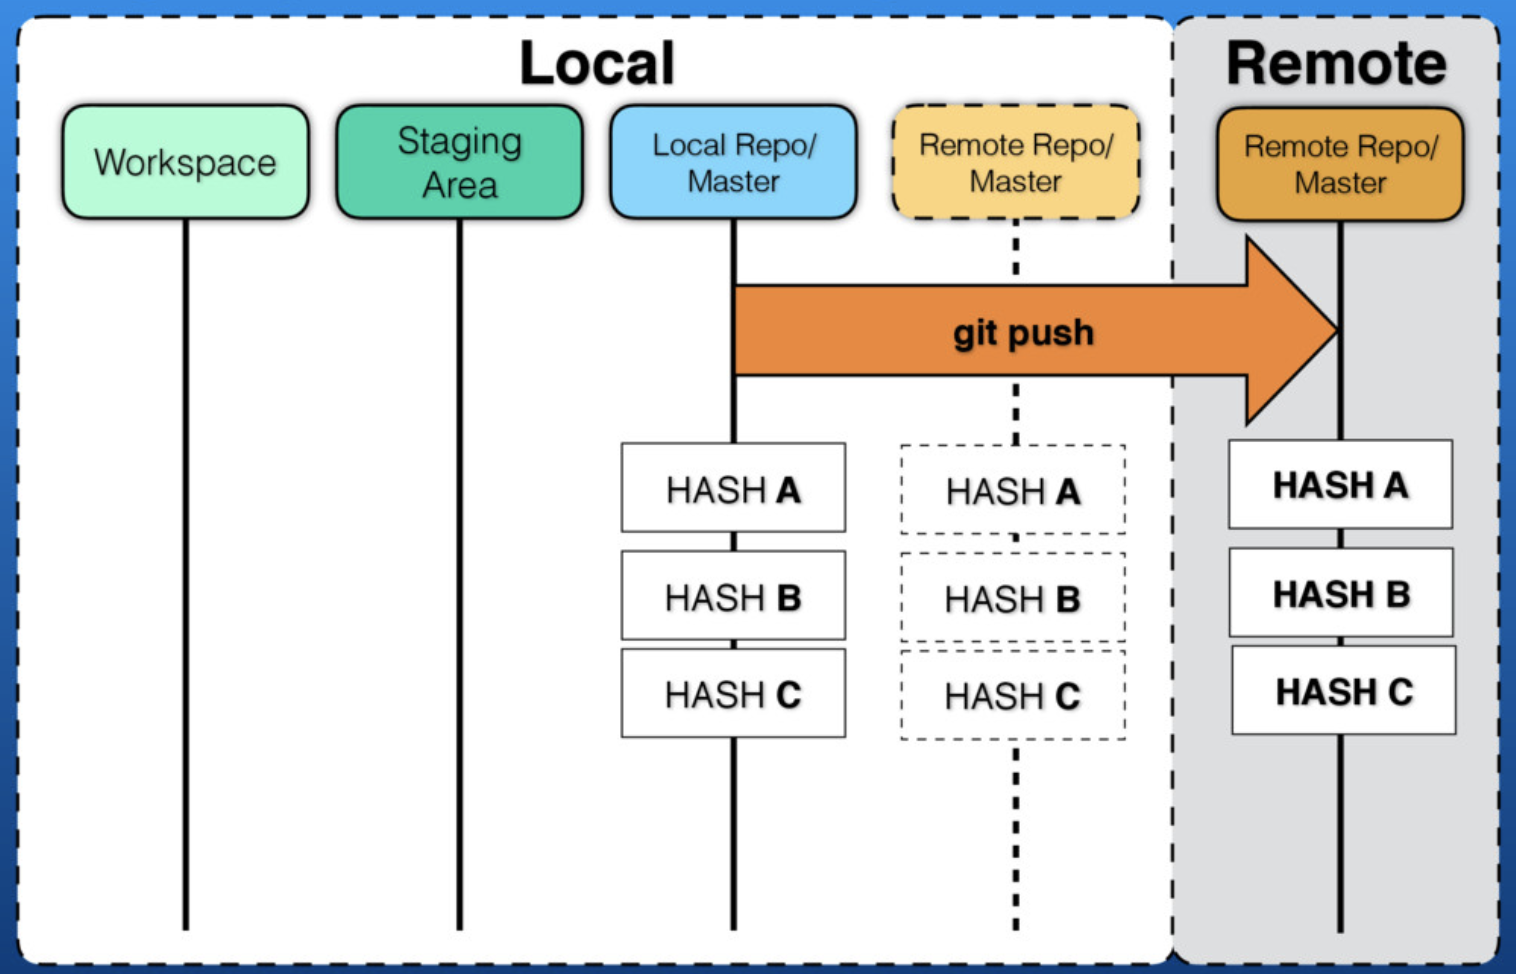 Local
Remote
Workspace
Staging
Area
Local Repo/
Master
Remote Repo/
Master
Remote Repo/
Master
git push
HASH A
HASH A
HASH A
HASH B
HASH B
HASH B
HASH C
HASH C
HASH C